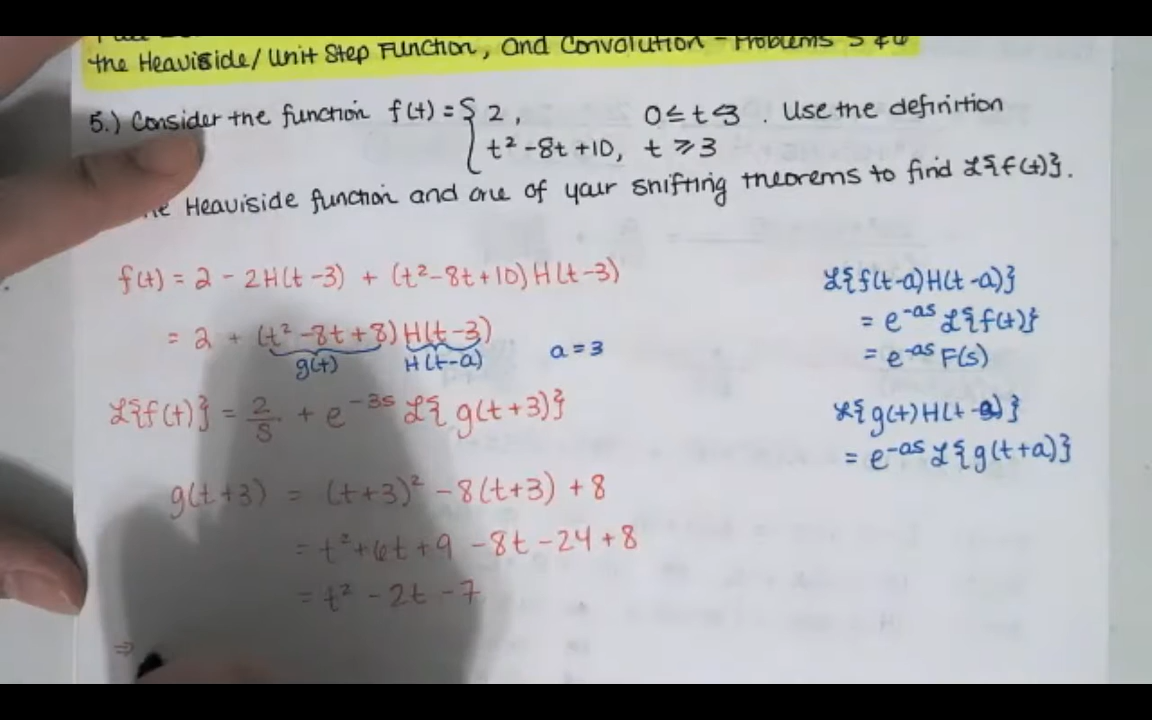 the Heaviside/Unit Step Function, and Convolution - Problems 5 & 6
5.) Consider the function f(t) = { 2, 0 ≤ t < 3 . Use the definition
t² - 8t + 10, t ≥ 3
Heaviside function and one of your shifting theorems to find ℒ{f(t)}.
f(t) = 2 - 2H(t-3) + (t² - 8t + 10) H(t-3)
= 2 + (t² - 8t + 8) H(t-3)
g(t) H(t-a) a = 3
ℒ{f(t)} = 2/s + e^-3s ℒ{g(t+3)}
g(t+3) = (t+3)² - 8(t+3) + 8
= t² + 6t + 9 - 8t - 24 + 8
= t² - 2t - 7
⇒
ℒ{f(t-a)H(t-a)}
= e^-as ℒ{f(t)}
= e^-as F(s)
ℒ{g(t)H(t-a)}
= e^-as ℒ{g(t+a)}